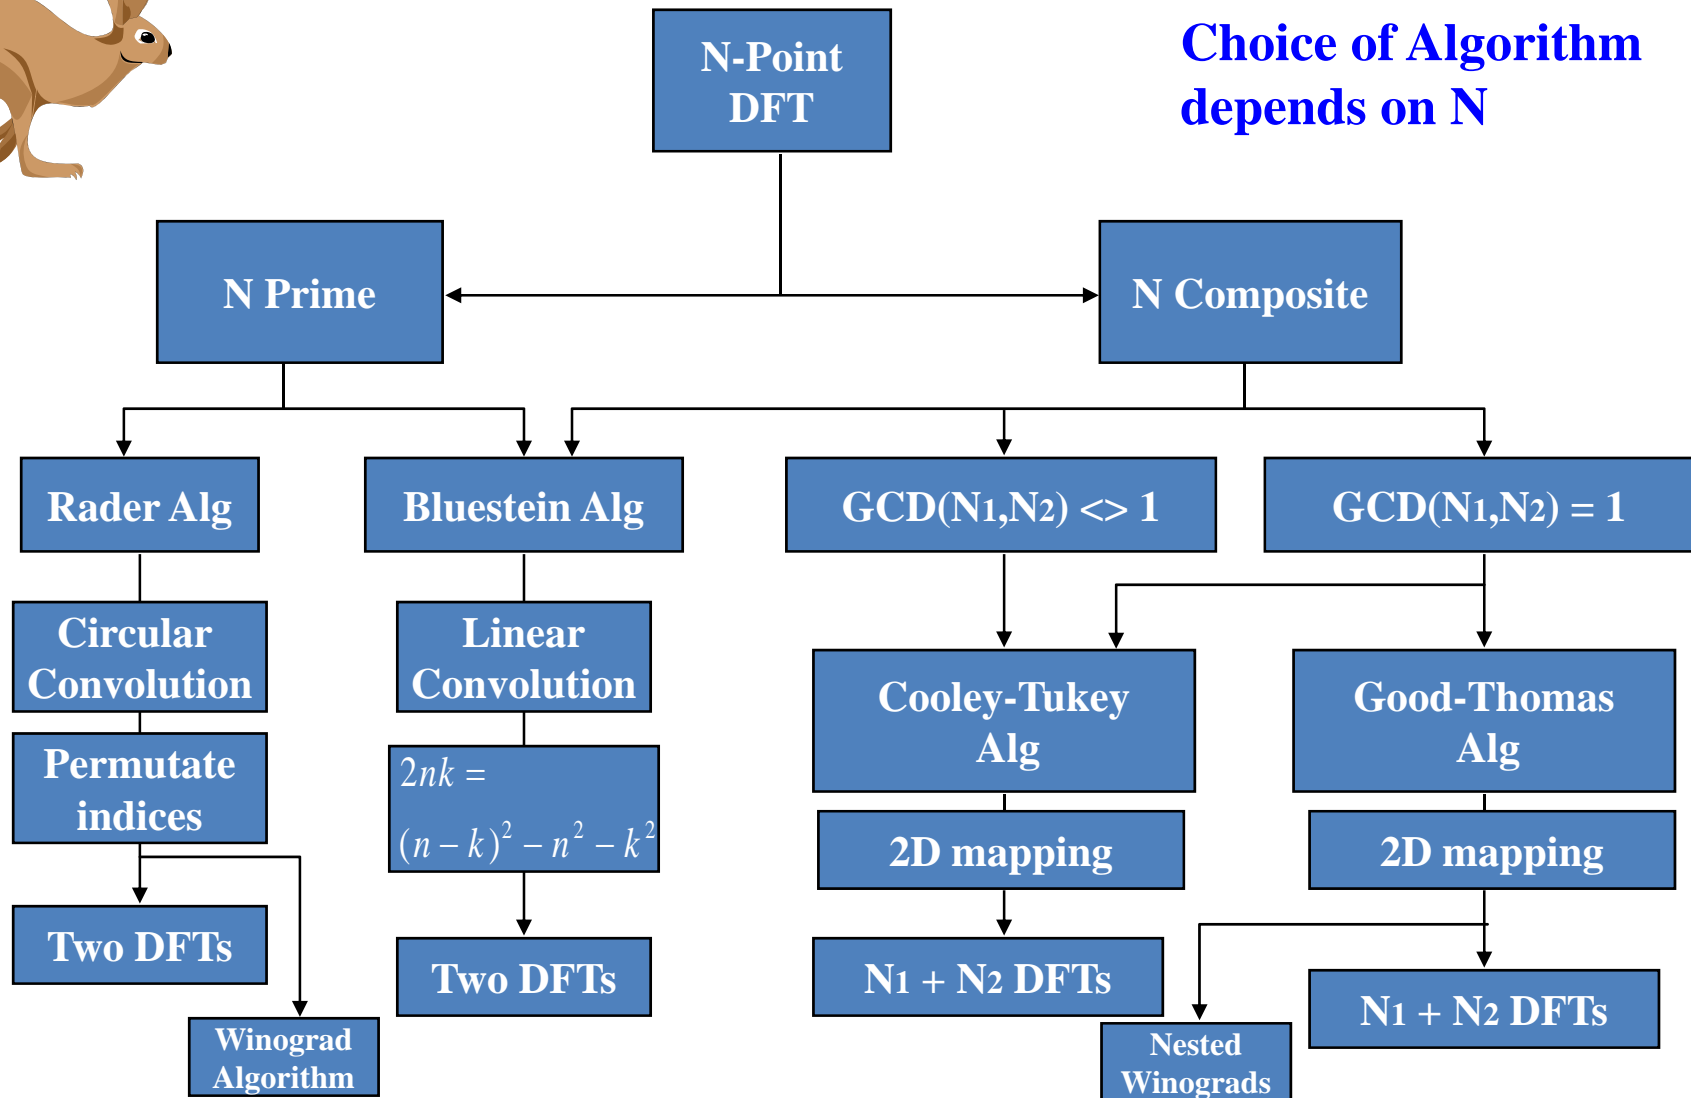 N-Point
DFT
Choice of Algorithm
depends on N
N Prime
N Composite
Rader Alg
Bluestein Alg
GCD(N1,N2) <> 1
GCD(N1,N2) = 1
Circular
Convolution
Linear
Convolution
Cooley-Tukey
Alg
Good-Thomas
Alg
Permutate
indices
2nk =
(n − k)² − n² − k²
2D mapping
2D mapping
Two DFTs
Two DFTs
N1 + N2 DFTs
N1 + N2 DFTs
Winograd
Algorithm
Nested
Winograds